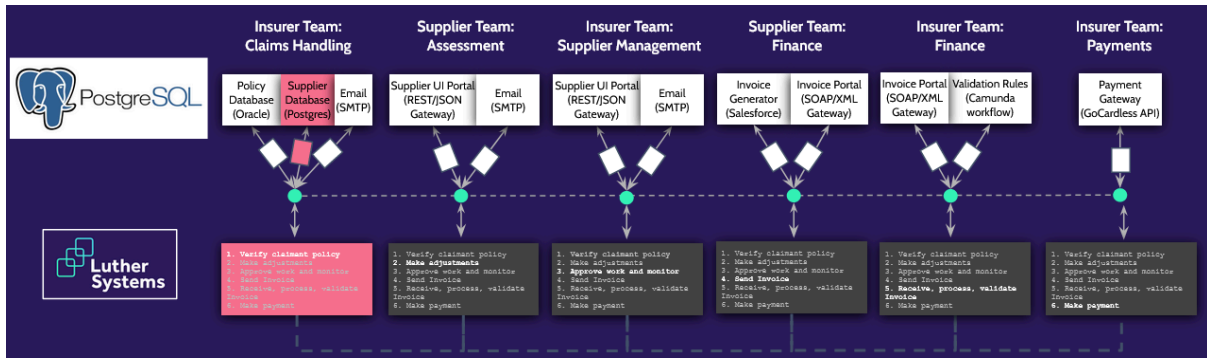 Insurer Team:
Claims Handling
Supplier Team:
Assessment
Insurer Team:
Supplier Management
Supplier Team:
Finance
Insurer Team:
Finance
Insurer Team:
Payments
PostgreSQL
Policy
Database
(Oracle)
Supplier
Database
(Postgres)
Email
(SMTP)
Supplier UI Portal
(REST/JSON
Gateway)
Email
(SMTP)
Supplier UI Portal
(REST/JSON
Gateway)
Email
(SMTP)
Invoice
Generator
(Salesforce)
Invoice Portal
(SOAP/XML
Gateway)
Invoice Portal
(SOAP/XML
Gateway)
Validation Rules
(Camunda
workflow)
Payment
Gateway
(GoCardless API)
Luther
Systems
1. Verify claimant policy
2. Make adjustments
3. Approve work and monitor
4. Send Invoice
5. Receive, process, validate
Invoice
6. Make payment
1. Verify claimant policy
2. Make adjustments
3. Approve work and monitor
4. Send Invoice
5. Receive, process, validate
Invoice
6. Make payment
1. Verify claimant policy
2. Make adjustments
3. Approve work and monitor
4. Send Invoice
5. Receive, process, validate
Invoice
6. Make payment
1. Verify claimant policy
2. Make adjustments
3. Approve work and monitor
4. Send Invoice
5. Receive, process, validate
Invoice
6. Make payment
1. Verify claimant policy
2. Make adjustments
3. Approve work and monitor
4. Send Invoice
5. Receive, process, validate
Invoice
6. Make payment
1. Verify claimant policy
2. Make adjustments
3. Approve work and monitor
4. Send Invoice
5. Receive, process, validate
Invoice
6. Make payment